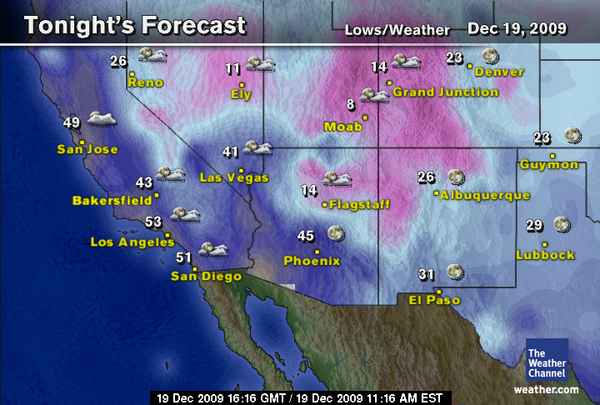 Tonight's Forecast
Lows/Weather Dec 19, 2009
26
Reno
11
Ely
14
Grand Junction
23
Denver
8
Moab
49
San Jose
41
Las Vegas
23
Guymon
43
Bakersfield
14
Flagstaff
26
Albuquerque
53
Los Angeles
45
Phoenix
29
Lubbock
51
San Diego
31
El Paso
The
Weather
Channel
weather.com
19 Dec 2009 16:16 GMT / 19 Dec 2009 11:16 AM EST